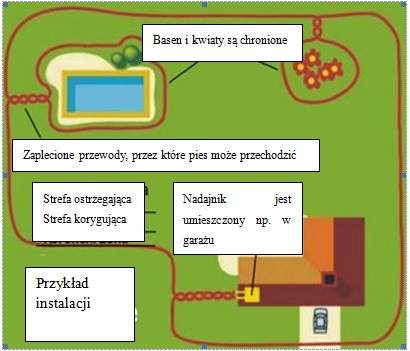 Basen i kwiaty są chronione
Zaplecione przewody, przez które pies może przechodzić
Strefa ostrzegająca
Strefa korygująca
Nadajnik jest
umieszczony np. w
garażu
Przykład
instalacji